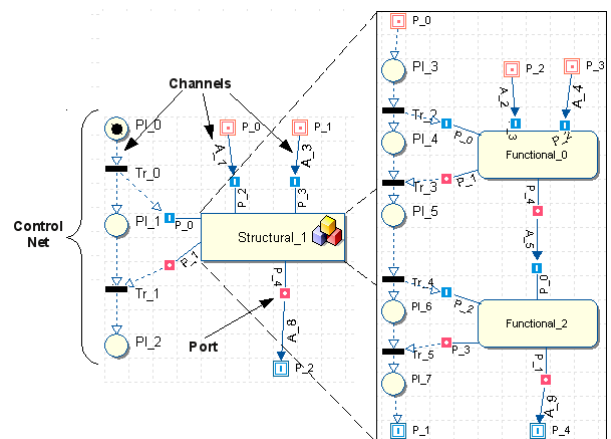 Channels
Control
Net
Port
Pl_0
Tr_0
Pl_1
Tr_1
Pl_2
P_0
P_1
A_3
P_2
P_3
P_0
P_1
Structural_1
P_4
A_8
P_2
P_0
Pl_3
Tr_2
Pl_4
Tr_3
Pl_5
Tr_4
Pl_6
Tr_5
Pl_7
P_1
P_2
P_3
A_2
A_4
P_0
Functional_0
P_1
P_4
A_5
P_0
P_2
Functional_2
P_3
P_1
A_9
P_4